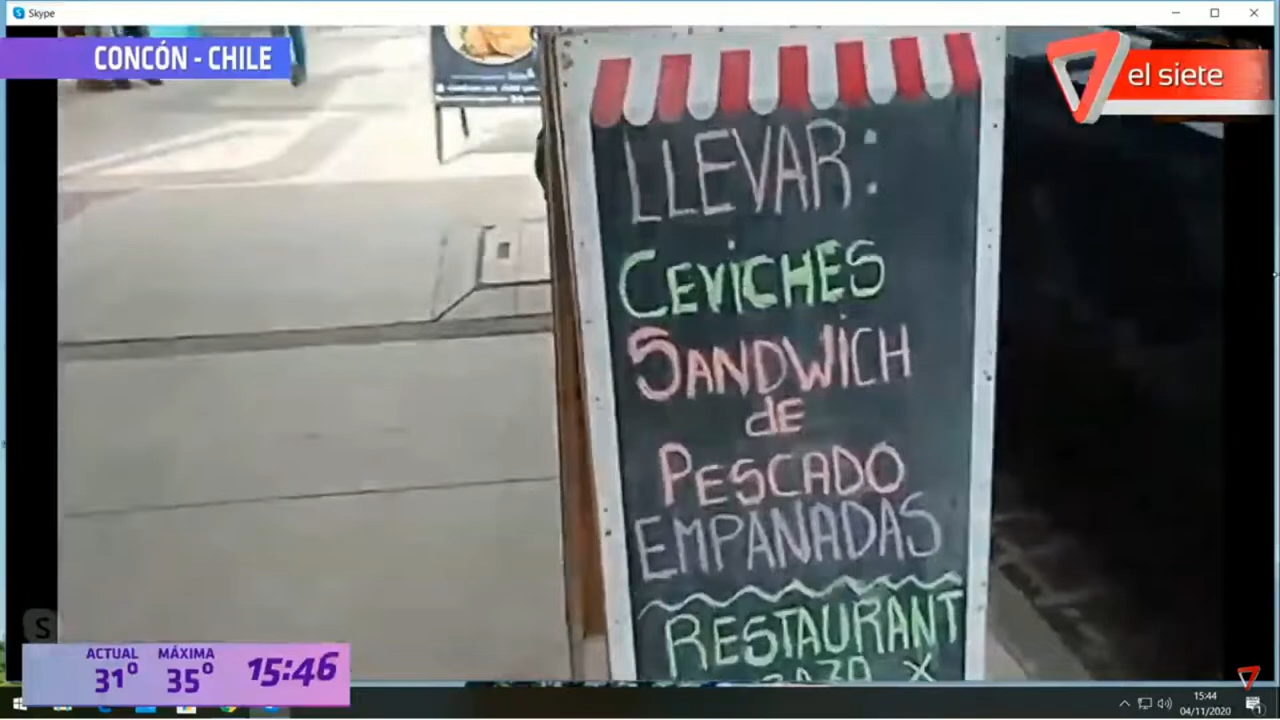 Skype
CONCÓN - CHILE
el siete
LLEVAR:
CEVICHES
SANDWICH
de
PESCADO
EMPANADAS
RESTAURANT
X
S
ACTUAL
31°
MÁXIMA
35°
15:46
15:44
04/11/2020
1